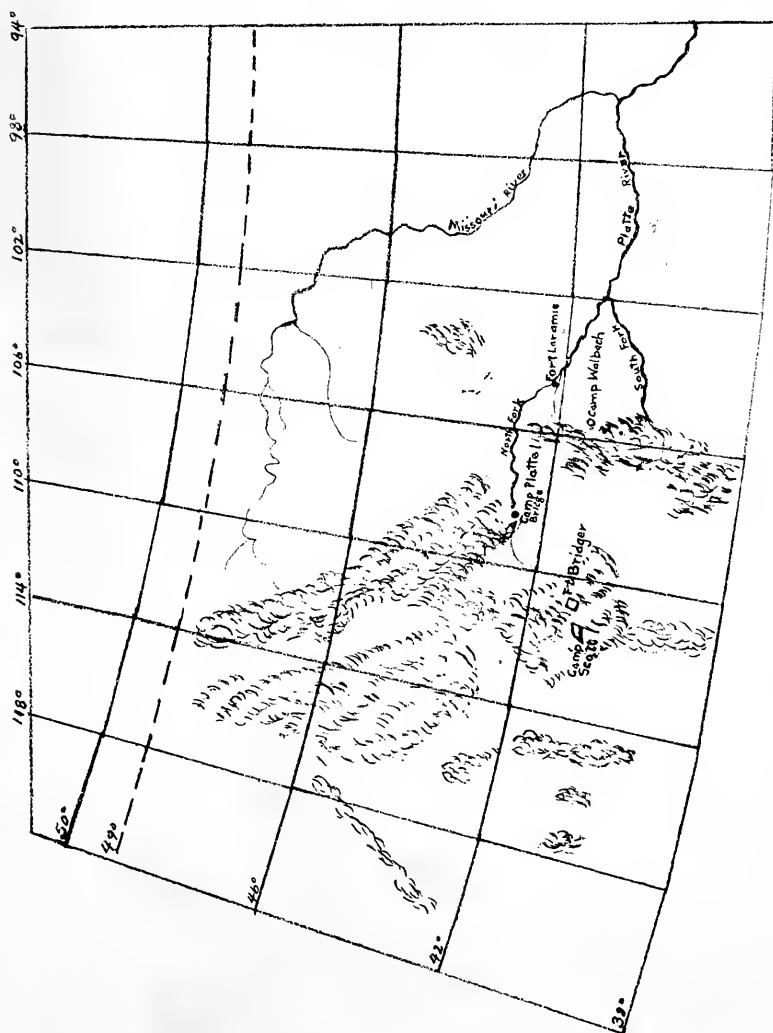 118°
114°
110°
106°
102°
98°
94°
50°
49°
46°
42°
38°
Missouri River
Platte River
North Fork
South Fork
Fort Laramie
Camp Walbach
Camp Platte
Bridge
Ft Bridger
Camp
Scott